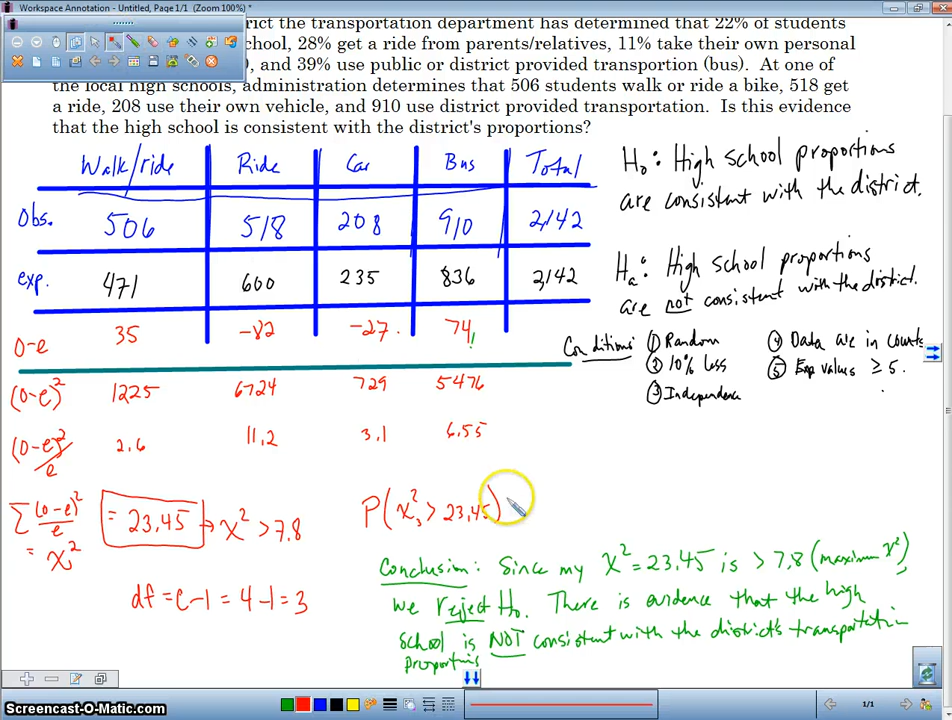 Workspace Annotation - Untitled, Page 1/1 (Zoom 100%)
trict the transportation department has determined that 22% of students
chool, 28% get a ride from parents/relatives, 11% take their own personal
, and 39% use public or district provided transportion (bus). At one of
the local high schools, administration determines that 506 students walk or ride a bike, 518 get
a ride, 208 use their own vehicle, and 910 use district provided transportation. Is this evidence
that the high school is consistent with the district's proportions?
Walk/ride Ride Car Bus Total
Obs. 506 518 208 910 2,142
exp. 471 600 235 836 2,142
O-e 35 -82 -27. 74
(O-e)² 1225 6724 729 5476
(O-e)²/e 2.6 11.2 3.1 6.55
Σ (O-e)²/e = 23.45 → χ² > 7.8
= χ²
df = c-1 = 4-1 = 3
P(χ²₃ > 23.45)
H₀: High school proportions
are consistent with the district.
Hₐ: High school proportions
are not consistent with the district.
Conditions ① Random
② 10% less
③ Independence
④ Data are in counts
⑤ Exp values ≥ 5.
Conclusion: Since my χ² = 23.45 is > 7.8 (maximum χ²)
we reject H₀. There is evidence that the high
school is NOT consistent with the district's transportation
proportins
1/1
Screencast-O-Matic.com